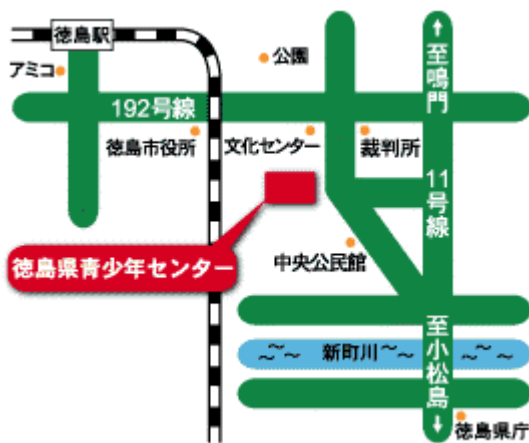 徳島駅
アミコ
公園
至鳴門
192号線
徳島市役所
文化センター
裁判所
11号線
徳島県青少年センター
中央公民館
新町川
至小松島
徳島県庁